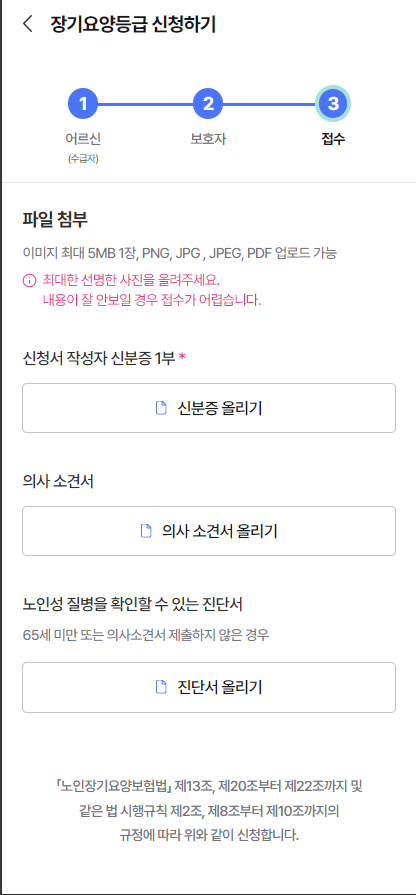 장기요양등급 신청하기
1 2 3
어르신 보호자 접수
(수급자)
파일 첨부
이미지 최대 5MB 1장, PNG, JPG , JPEG, PDF 업로드 가능
최대한 선명한 사진을 올려주세요.
내용이 잘 안보일 경우 접수가 어렵습니다.
신청서 작성자 신분증 1부 *
신분증 올리기
의사 소견서
의사 소견서 올리기
노인성 질병을 확인할 수 있는 진단서
65세 미만 또는 의사소견서 제출하지 않은 경우
진단서 올리기
「노인장기요양보험법」 제13조, 제20조부터 제22조까지 및
같은 법 시행규칙 제2조, 제8조부터 제10조까지의
규정에 따라 위와 같이 신청합니다.